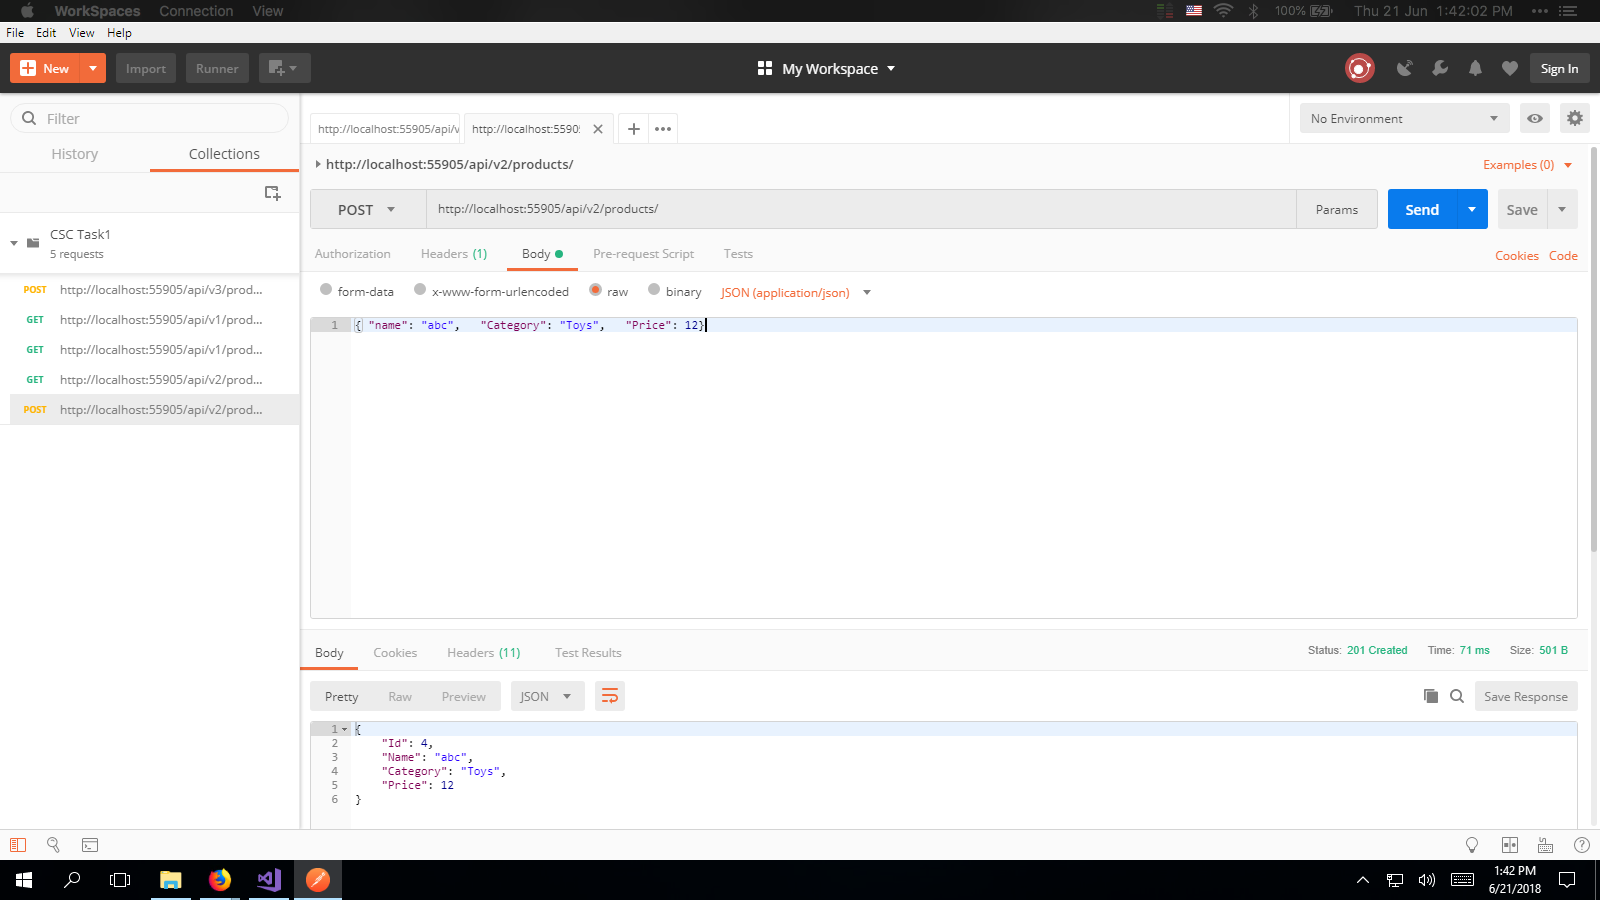 WorkSpaces Connection View 100% Thu 21 Jun 1:42:02 PM
File Edit View Help
New Import Runner My Workspace Sign In
Filter
http://localhost:55905/api/v
http://localhost:5590!
No Environment
History Collections
http://localhost:55905/api/v2/products/ Examples (0)
POST http://localhost:55905/api/v2/products/ Params Send Save
CSC Task1
5 requests
Authorization Headers (1) Body Pre-request Script Tests Cookies Code
POST http://localhost:55905/api/v3/prod...
GET http://localhost:55905/api/v1/prod...
GET http://localhost:55905/api/v1/prod...
GET http://localhost:55905/api/v2/prod...
POST http://localhost:55905/api/v2/prod...
form-data x-www-form-urlencoded raw binary JSON (application/json)
1 { "name": "abc", "Category": "Toys", "Price": 12}
Body Cookies Headers (11) Test Results Status: 201 Created Time: 71 ms Size: 501 B
Pretty Raw Preview JSON Save Response
1 {
2 "Id": 4,
3 "Name": "abc",
4 "Category": "Toys",
5 "Price": 12
6 }
1:42 PM
6/21/2018